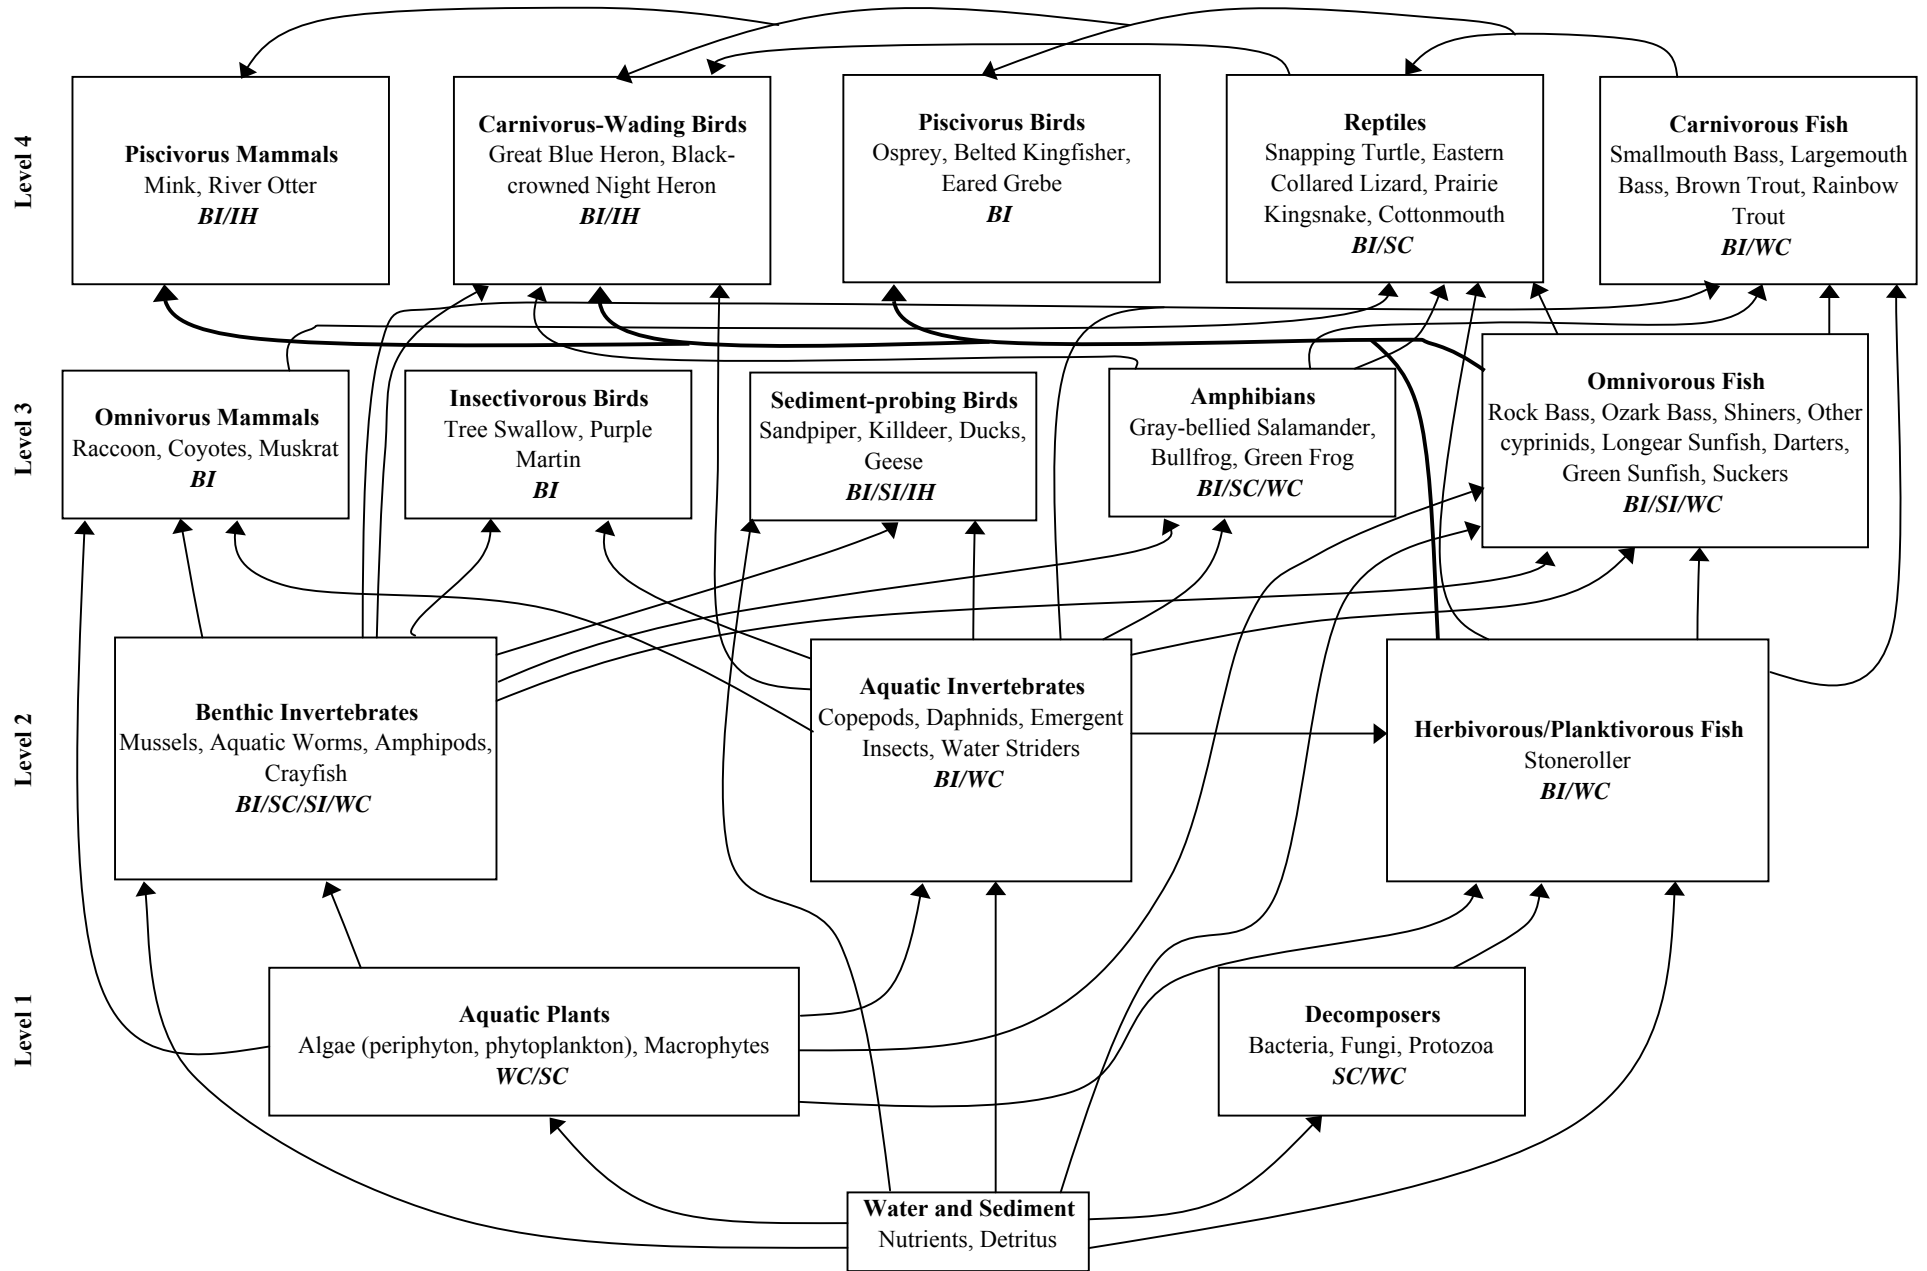 Level 4
Piscivorus Mammals
Mink, River Otter
BI/IH
Carnivorus-Wading Birds
Great Blue Heron, Black-
crowned Night Heron
BI/IH
Piscivorus Birds
Osprey, Belted Kingfisher,
Eared Grebe
BI
Reptiles
Snapping Turtle, Eastern
Collared Lizard, Prairie
Kingsnake, Cottonmouth
BI/SC
Carnivorous Fish
Smallmouth Bass, Largemouth
Bass, Brown Trout, Rainbow
Trout
BI/WC
Level 3
Omnivorus Mammals
Raccoon, Coyotes, Muskrat
BI
Insectivorous Birds
Tree Swallow, Purple
Martin
BI
Sediment-probing Birds
Sandpiper, Killdeer, Ducks,
Geese
BI/SI/IH
Amphibians
Gray-bellied Salamander,
Bullfrog, Green Frog
BI/SC/WC
Omnivorous Fish
Rock Bass, Ozark Bass, Shiners, Other
cyprinids, Longear Sunfish, Darters,
Green Sunfish, Suckers
BI/SI/WC
Level 2
Benthic Invertebrates
Mussels, Aquatic Worms, Amphipods,
Crayfish
BI/SC/SI/WC
Aquatic Invertebrates
Copepods, Daphnids, Emergent
Insects, Water Striders
BI/WC
Herbivorous/Planktivorous Fish
Stoneroller
BI/WC
Level 1
Aquatic Plants
Algae (periphyton, phytoplankton), Macrophytes
WC/SC
Decomposers
Bacteria, Fungi, Protozoa
SC/WC
Water and Sediment
Nutrients, Detritus